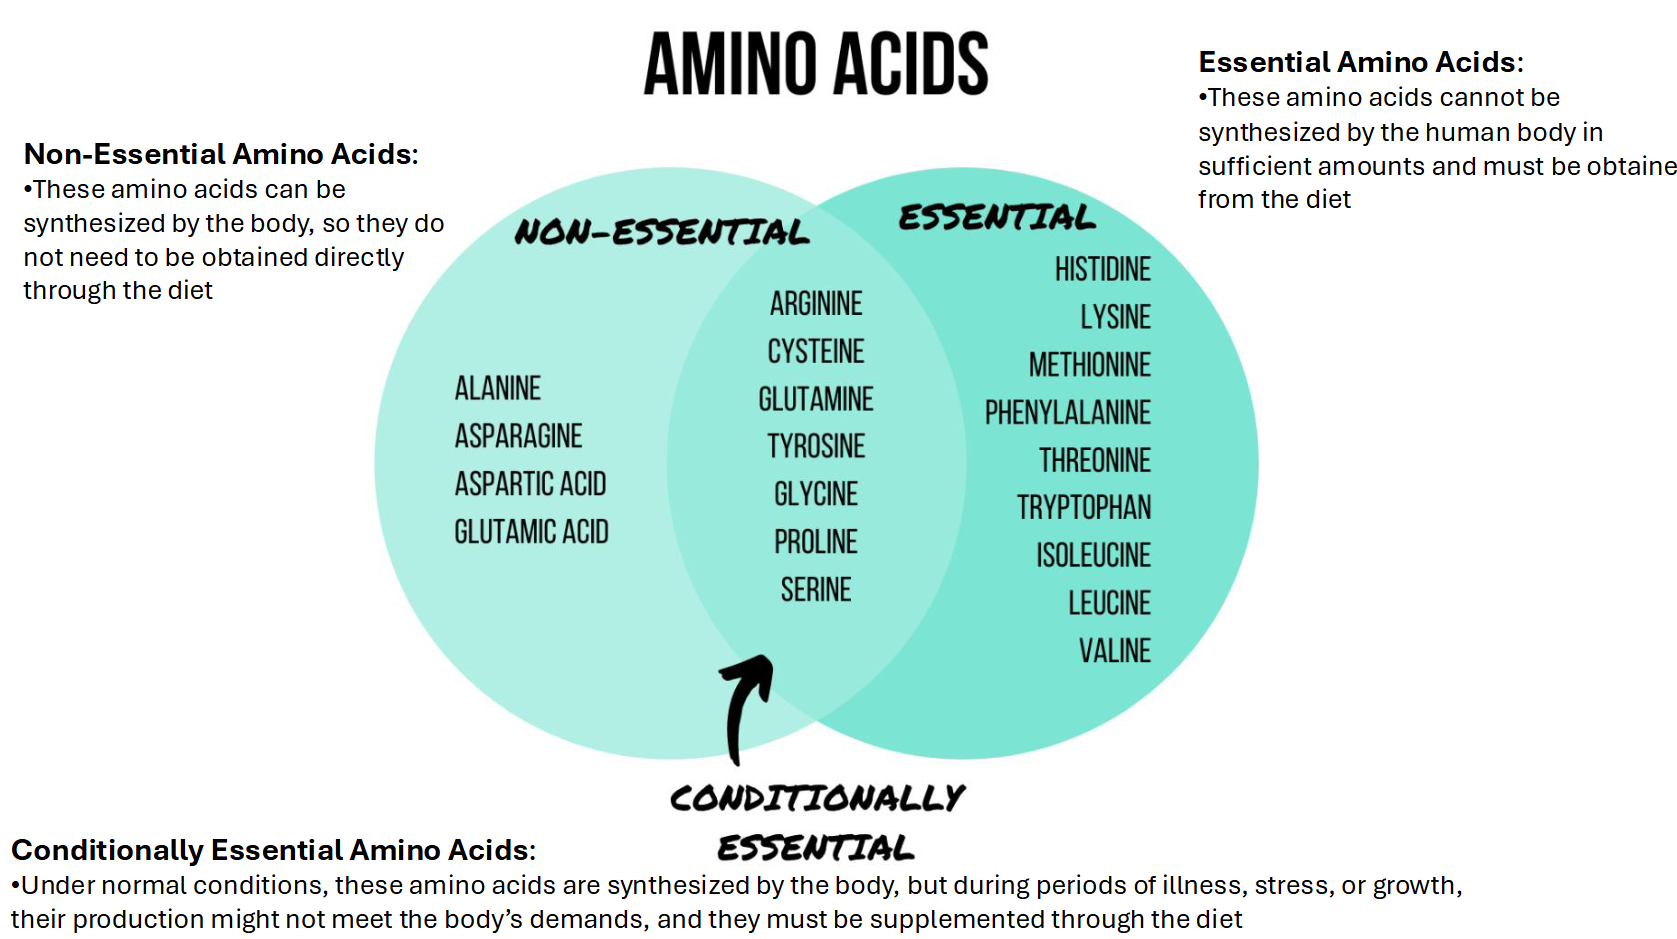 AMINO ACIDS
Essential Amino Acids:
•These amino acids cannot be
synthesized by the human body in
sufficient amounts and must be obtaine
from the diet
Non-Essential Amino Acids:
•These amino acids can be
synthesized by the body, so they do
not need to be obtained directly
through the diet
NON-ESSENTIAL
ALANINE
ASPARAGINE
ASPARTIC ACID
GLUTAMIC ACID
ARGININE
CYSTEINE
GLUTAMINE
TYROSINE
GLYCINE
PROLINE
SERINE
ESSENTIAL
HISTIDINE
LYSINE
METHIONINE
PHENYLALANINE
THREONINE
TRYPTOPHAN
ISOLEUCINE
LEUCINE
VALINE
CONDITIONALLY
ESSENTIAL
Conditionally Essential Amino Acids:
•Under normal conditions, these amino acids are synthesized by the body, but during periods of illness, stress, or growth,
their production might not meet the body’s demands, and they must be supplemented through the diet